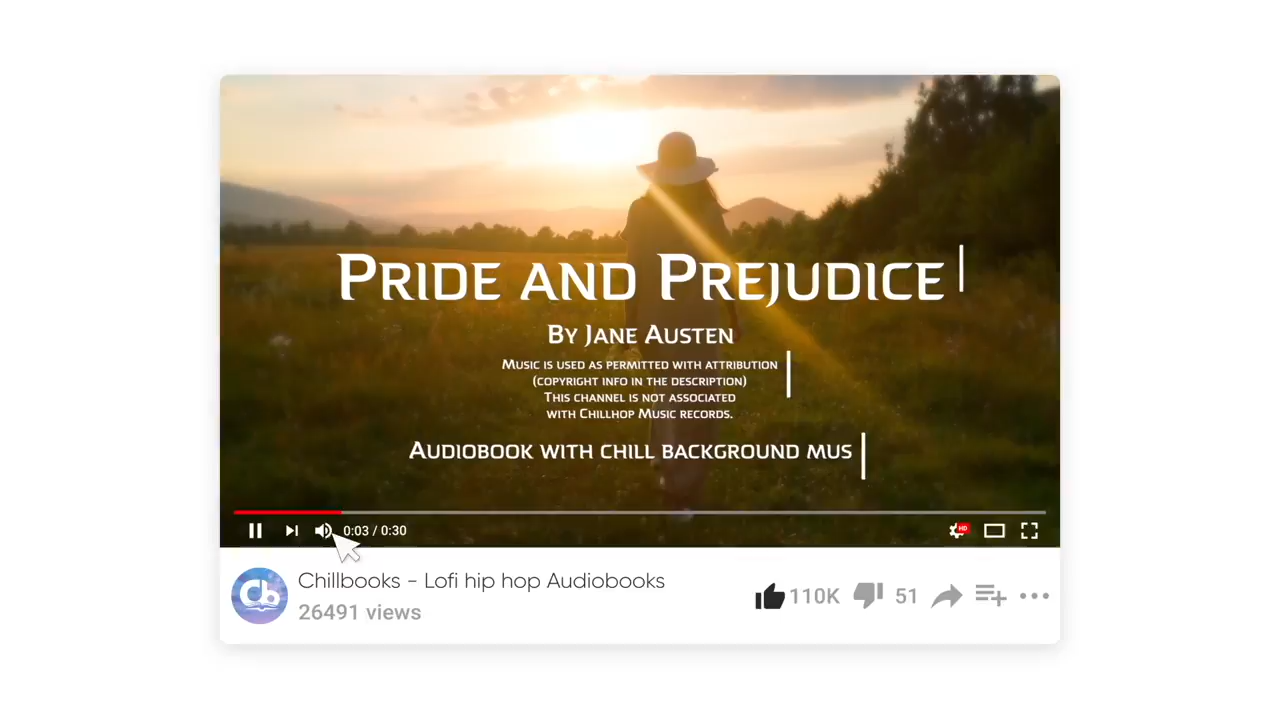 PRIDE AND PREJUDICE
BY JANE AUSTEN
MUSIC IS USED AS PERMITTED WITH ATTRIBUTION
(COPYRIGHT INFO IN THE DESCRIPTION)
THIS CHANNEL IS NOT ASSOCIATED
WITH CHILLHOP MUSIC RECORDS.
AUDIOBOOK WITH CHILL BACKGROUND MUS
0:03 / 0:30
HD
Cb
Chillbooks - Lofi hip hop Audiobooks
26491 views
110K
51